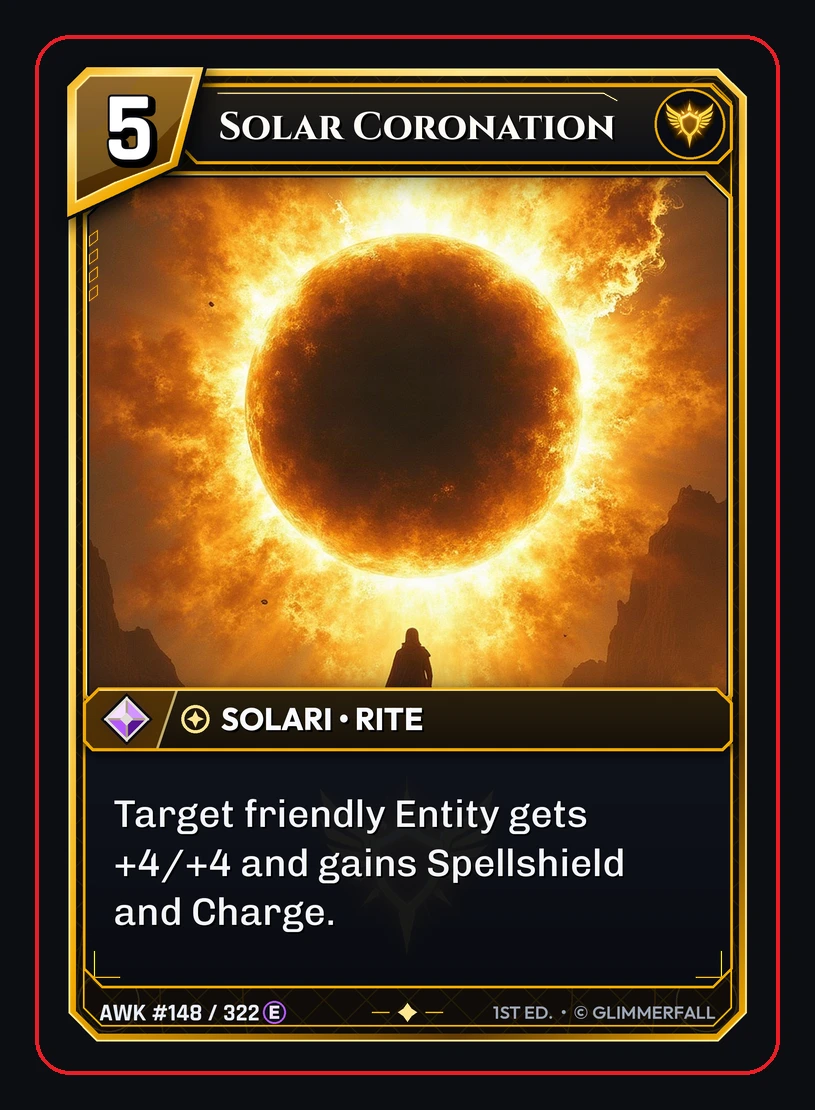 5
SOLAR CORONATION
SOLARI • RITE
Target friendly Entity gets
+4/+4 and gains Spellshield
and Charge.
AWK #148 / 322 E
1ST ED. • © GLIMMERFALL